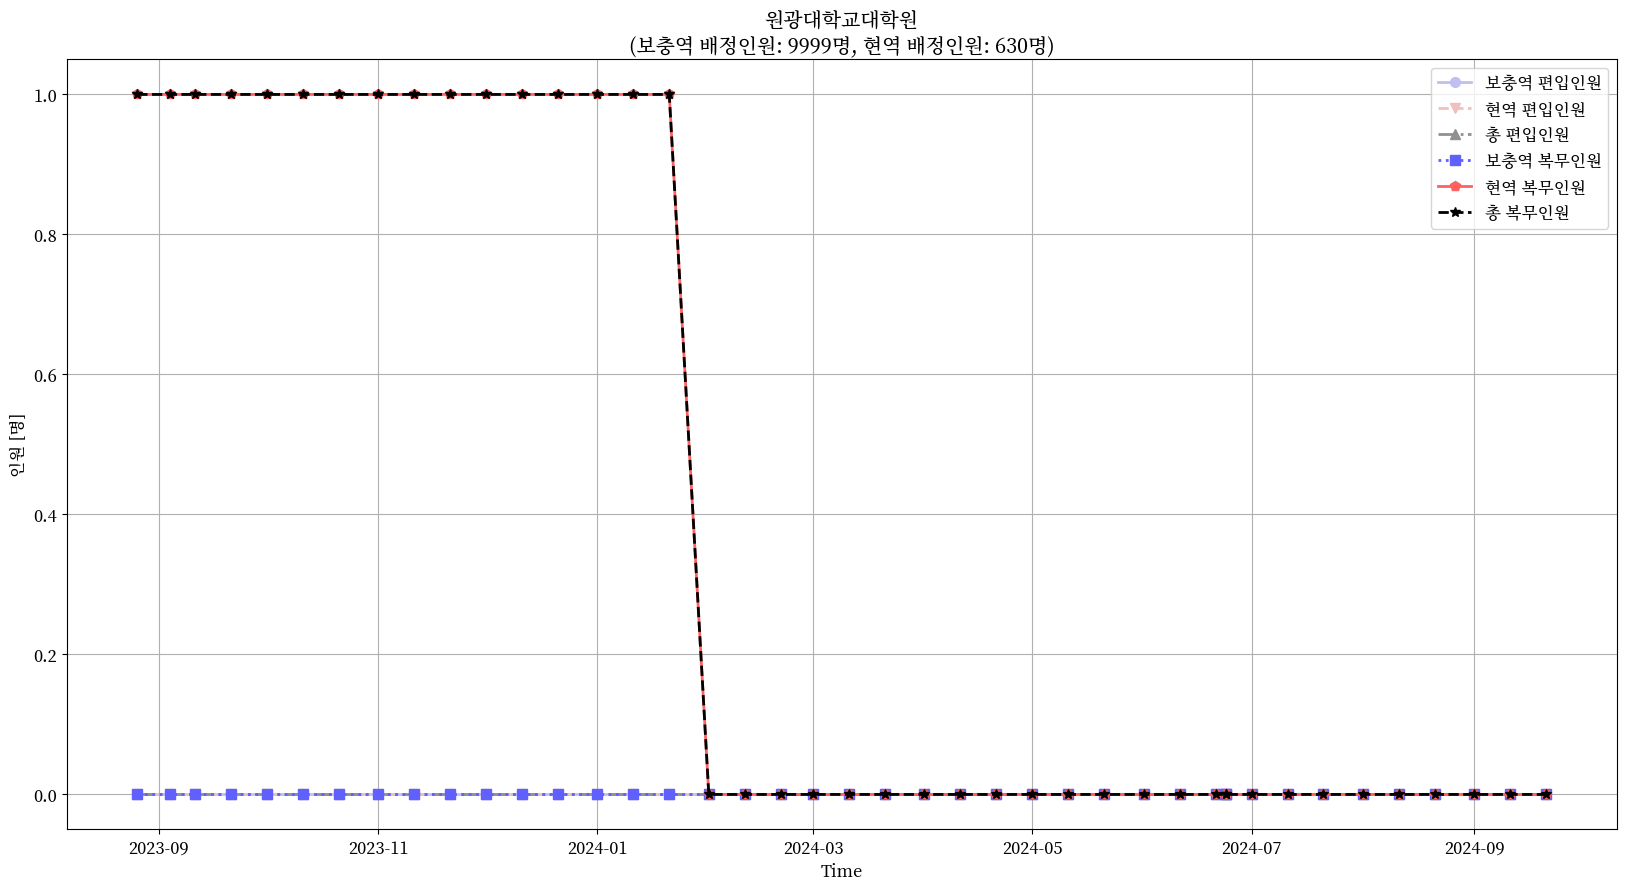 원광대학교대학원
(보충역 배정인원: 9999명, 현역 배정인원: 630명)
보충역 편입인원
현역 편입인원
총 편입인원
보충역 복무인원
현역 복무인원
총 복무인원
1.0
0.8
0.6
0.4
0.2
0.0
인원 [명]
2023-09
2023-11
2024-01
2024-03
2024-05
2024-07
2024-09
Time